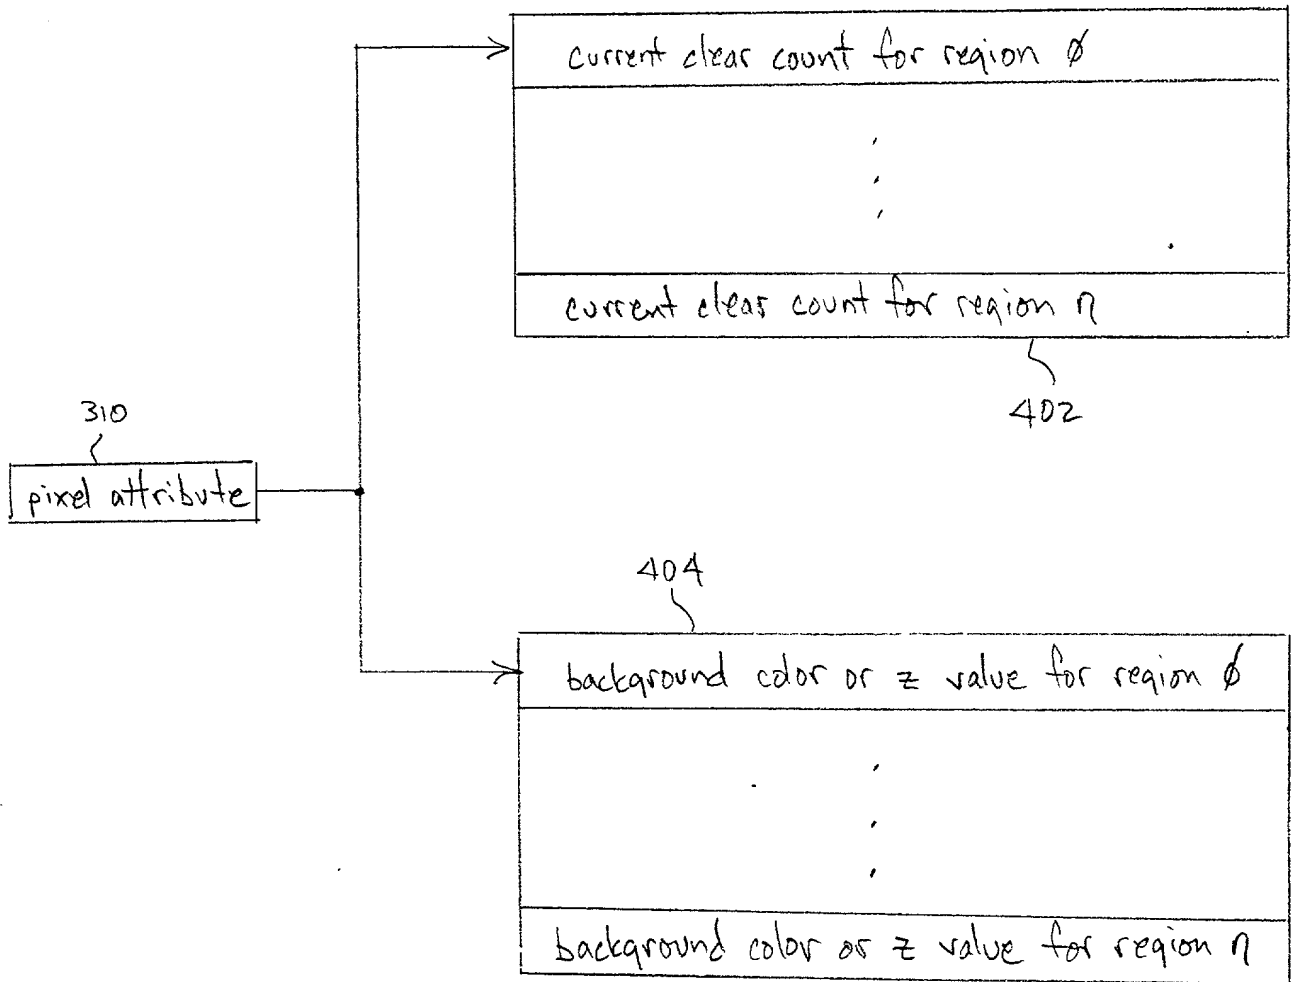 current clear count for region ϕ
current clear count for region n
402
310
pixel attribute
404
background color or z value for region ϕ
background color or z value for region n